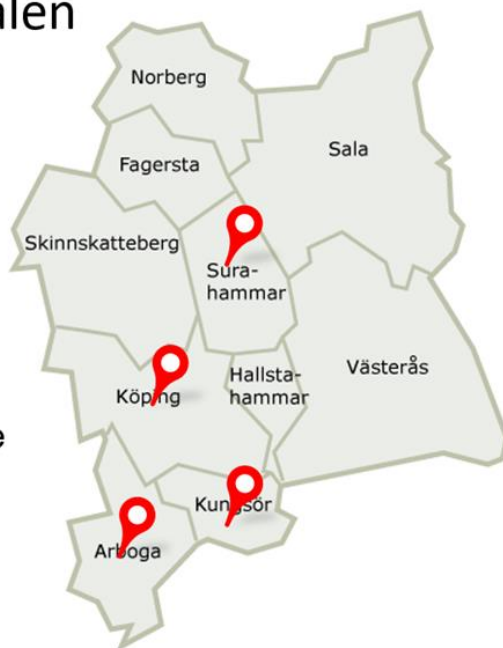 alen
Norberg
Fagersta
Sala
Skinnskatteberg
Sura-
hammar
Köping
Hallsta-
hammar
Västerås
e
Kungsör
Arboga